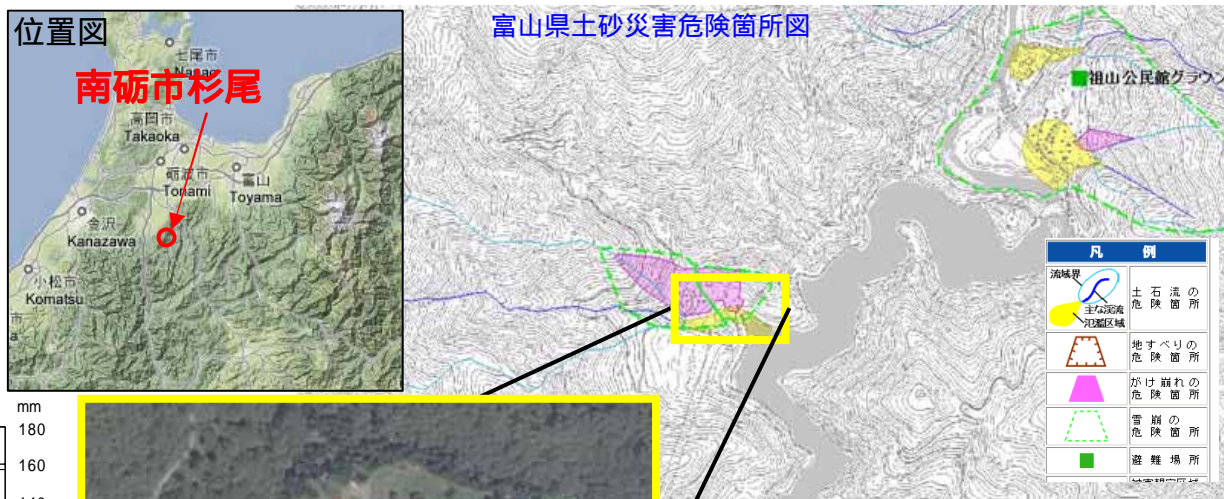 位置図
富山県土砂災害危険箇所図
七尾市
Nanao
南砺市杉尾
高岡市
Takaoka
砺波市
Tonami
富山
Toyama
金沢
Kanazawa
小松市
Komatsu
市
a
祖山公民館グラウン
凡 例
流域界
主な渓流
氾濫区域
土石流の
危険箇所
地すべりの
危険箇所
がけ崩れの
危険箇所
雪崩の
危険箇所
避難場所
mm
180
160